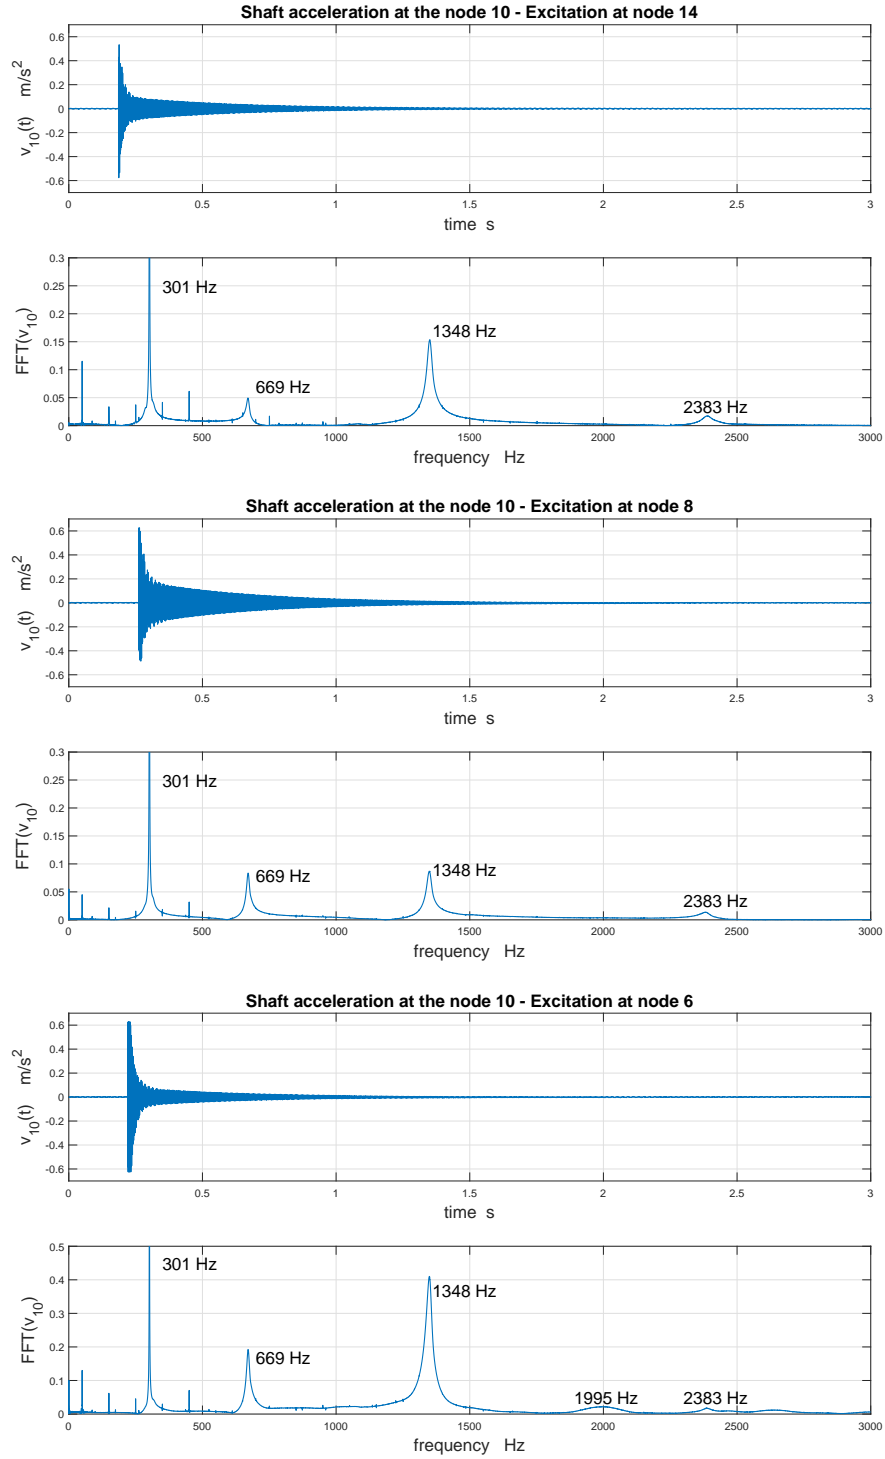 Shaft acceleration at the node 10 - Excitation at node 14
v10(t) m/s2
0.6
0.4
0.2
0
-0.2
-0.4
-0.6
0 0.5 1 1.5 2 2.5 3
time s
FFT(v10)
0.3
0.25
0.2
0.15
0.1
0.05
0
301 Hz
669 Hz
1348 Hz
2383 Hz
0 500 1000 1500 2000 2500 3000
frequency Hz
Shaft acceleration at the node 10 - Excitation at node 8
v10(t) m/s2
0.6
0.4
0.2
0
-0.2
-0.4
-0.6
0 0.5 1 1.5 2 2.5 3
time s
FFT(v10)
0.3
0.25
0.2
0.15
0.1
0.05
0
301 Hz
669 Hz
1348 Hz
2383 Hz
0 500 1000 1500 2000 2500 3000
frequency Hz
Shaft acceleration at the node 10 - Excitation at node 6
v10(t) m/s2
0.6
0.4
0.2
0
-0.2
-0.4
-0.6
0 0.5 1 1.5 2 2.5 3
time s
FFT(v10)
0.5
0.4
0.3
0.2
0.1
0
301 Hz
669 Hz
1348 Hz
1995 Hz
2383 Hz
0 500 1000 1500 2000 2500 3000
frequency Hz